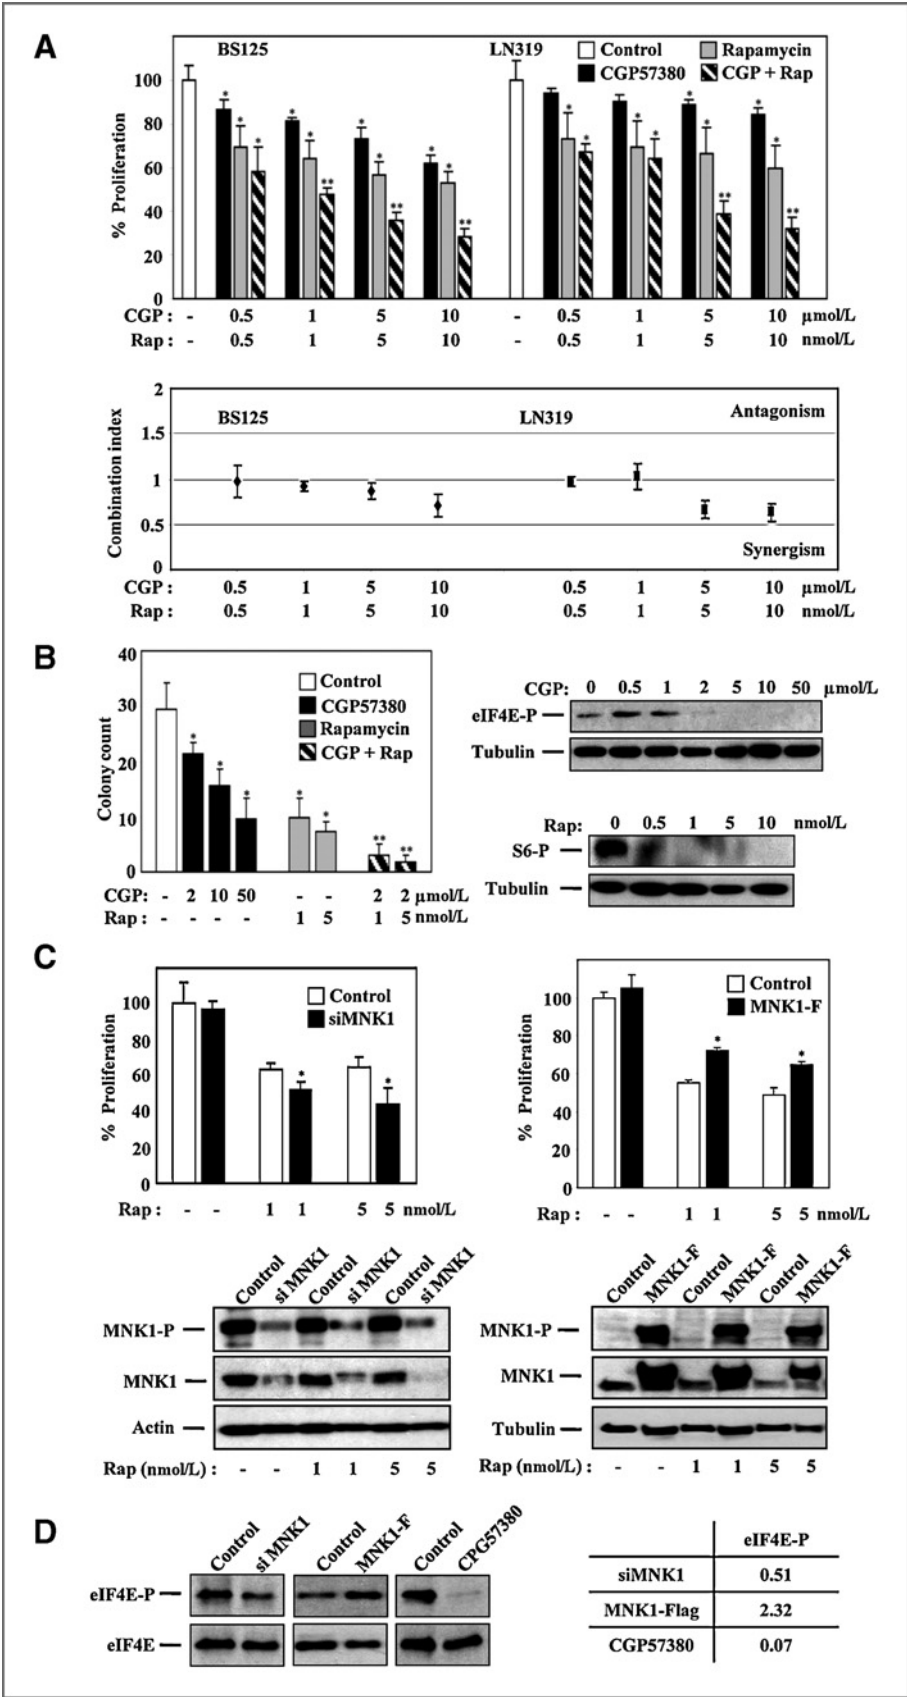 A
BS125
LN319
Control
Rapamycin
CGP57380
CGP + Rap
% Proliferation
100
80
60
40
20
0
* * * * * ** * * ** * * **
* * * * ** * * ** 
CGP : - 0.5 1 5 10 - 0.5 1 5 10 µmol/L
Rap : - 0.5 1 5 10 - 0.5 1 5 10 nmol/L
Combination index
2
1.5
1
0.5
0
BS125
LN319
Antagonism
Synergism
CGP : 0.5 1 5 10 0.5 1 5 10 µmol/L
Rap : 0.5 1 5 10 0.5 1 5 10 nmol/L
B
Colony count
40
30
20
10
0
Control
CGP57380
Rapamycin
CGP + Rap
* * * * * ** **
CGP: - 2 10 50 - - 2 2 µmol/L
Rap: - - - - 1 5 1 5 nmol/L
CGP: 0 0.5 1 2 5 10 50 µmol/L
eIF4E-P
Tubulin
Rap: 0 0.5 1 5 10 nmol/L
S6-P
Tubulin
C
% Proliferation
100
80
60
40
20
0
Control
siMNK1
* *
Rap : - - 1 1 5 5 nmol/L
% Proliferation
100
80
60
40
20
0
Control
MNK1-F
* *
Rap : - - 1 1 5 5 nmol/L
Control siMNK1 Control siMNK1 Control siMNK1
MNK1-P
MNK1
Actin
Rap (nmol/L) : - - 1 1 5 5
Control MNK1-F Control MNK1-F Control MNK1-F
MNK1-P
MNK1
Tubulin
Rap (nmol/L) : - - 1 1 5 5
D
Control siMNK1 Control MNK1-F Control CPG57380
eIF4E-P
eIF4E
eIF4E-P
siMNK1 0.51
MNK1-Flag 2.32
CGP57380 0.07